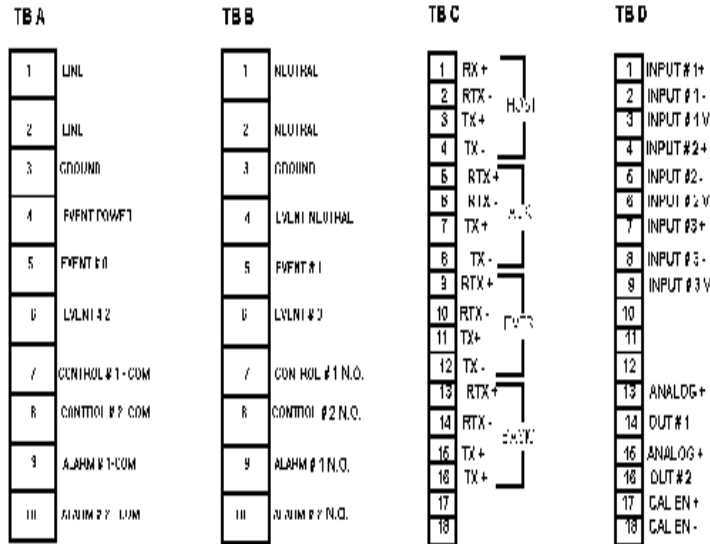 TB A
1 LINE
2 LINE
3 GROUND
4 EVENT POWER
5 EVENT # 0
6 EVENT # 2
7 CONTROL # 1 - COM
8 CONTROL # 2 - COM
9 ALARM # 1-COM
10 ALARM # 2 - COM
TB B
1 NEUTRAL
2 NEUTRAL
3 GROUND
4 EVENT NEUTRAL
5 EVENT # 1
6 EVENT # 3
7 CONTROL # 1 N.O.
8 CONTROL # 2 N.O.
9 ALARM # 1 N.O.
10 ALARM # 2 N.O.
TB C
1 RX +
2 RTX -
3 TX +
4 TX -
HOST
5 RTX +
6 RTX -
7 TX +
8 TX -
9 RTX +
10 RTX -
11 TX+
12 TX -
13 RTX+
14 RTX-
15 TX +
16 TX +
17
18
TB D
1 INPUT # 1+
2 INPUT # 1 -
3 INPUT # 1 V
4 INPUT # 2 +
5 INPUT #2-
6 INPUT # 2 V
7 INPUT #3+
8 INPUT # 3 -
9 INPUT # 3 V
10
11
12
13 ANALOG +
14 OUT # 1
15 ANALOG +
16 OUT # 2
17 CAL EN +
18 CAL EN -